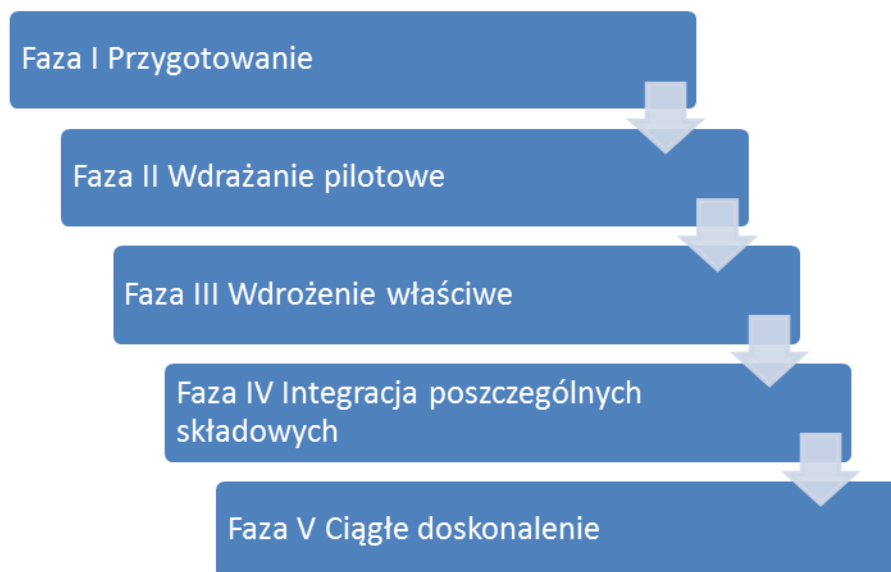 Faza I Przygotowanie
Faza II Wdrażanie pilotowe
Faza III Wdrożenie właściwe
Faza IV Integracja poszczególnych
składowych
Faza V Ciągłe doskonalenie